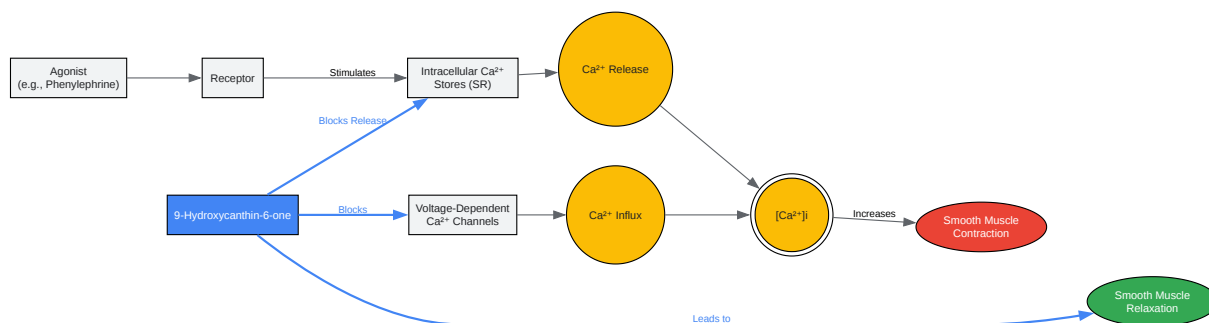 Agonist
(e.g., Phenylephrine)
Receptor
Stimulates
Intracellular Ca²⁺
Stores (SR)
Ca²⁺ Release
Blocks Release
9-Hydroxycanthin-6-one
Blocks
Voltage-Dependent
Ca²⁺ Channels
Ca²⁺ Influx
[Ca²⁺]i
Increases
Smooth Muscle
Contraction
Leads to
Smooth Muscle
Relaxation